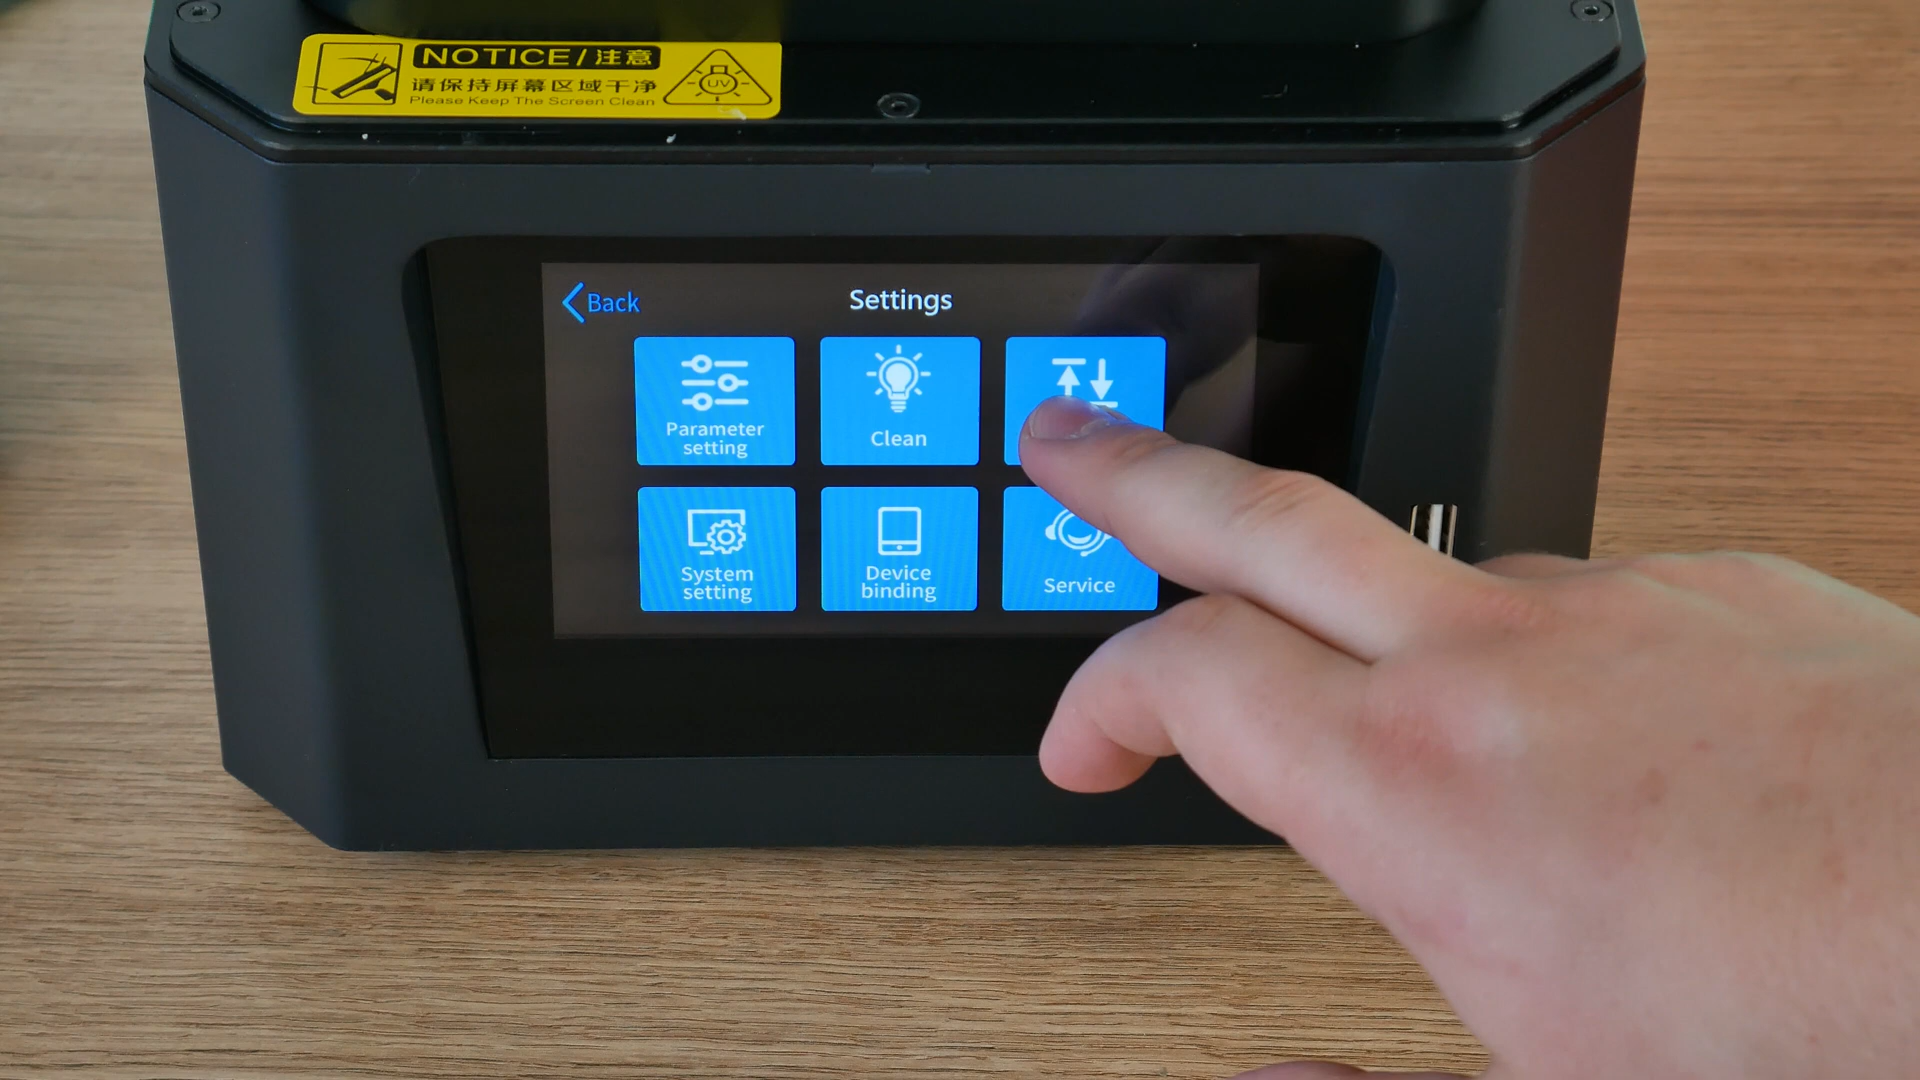 NOTICE/注意
请保持屏幕区域干净
Please Keep The Screen Clean
UV
Back
Settings
Parameter
setting
Clean
System
setting
Device
binding
Service